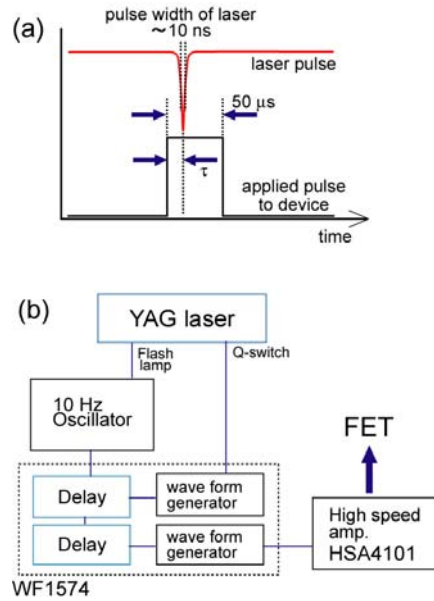 (a)
pulse width of laser
~10 ns
laser pulse
50 µs
τ
applied pulse
to device
time
(b)
YAG laser
Flash
lamp
Q-switch
10 Hz
Oscillator
FET
Delay
wave form
generator
Delay
wave form
generator
High speed
amp.
HSA4101
WF1574